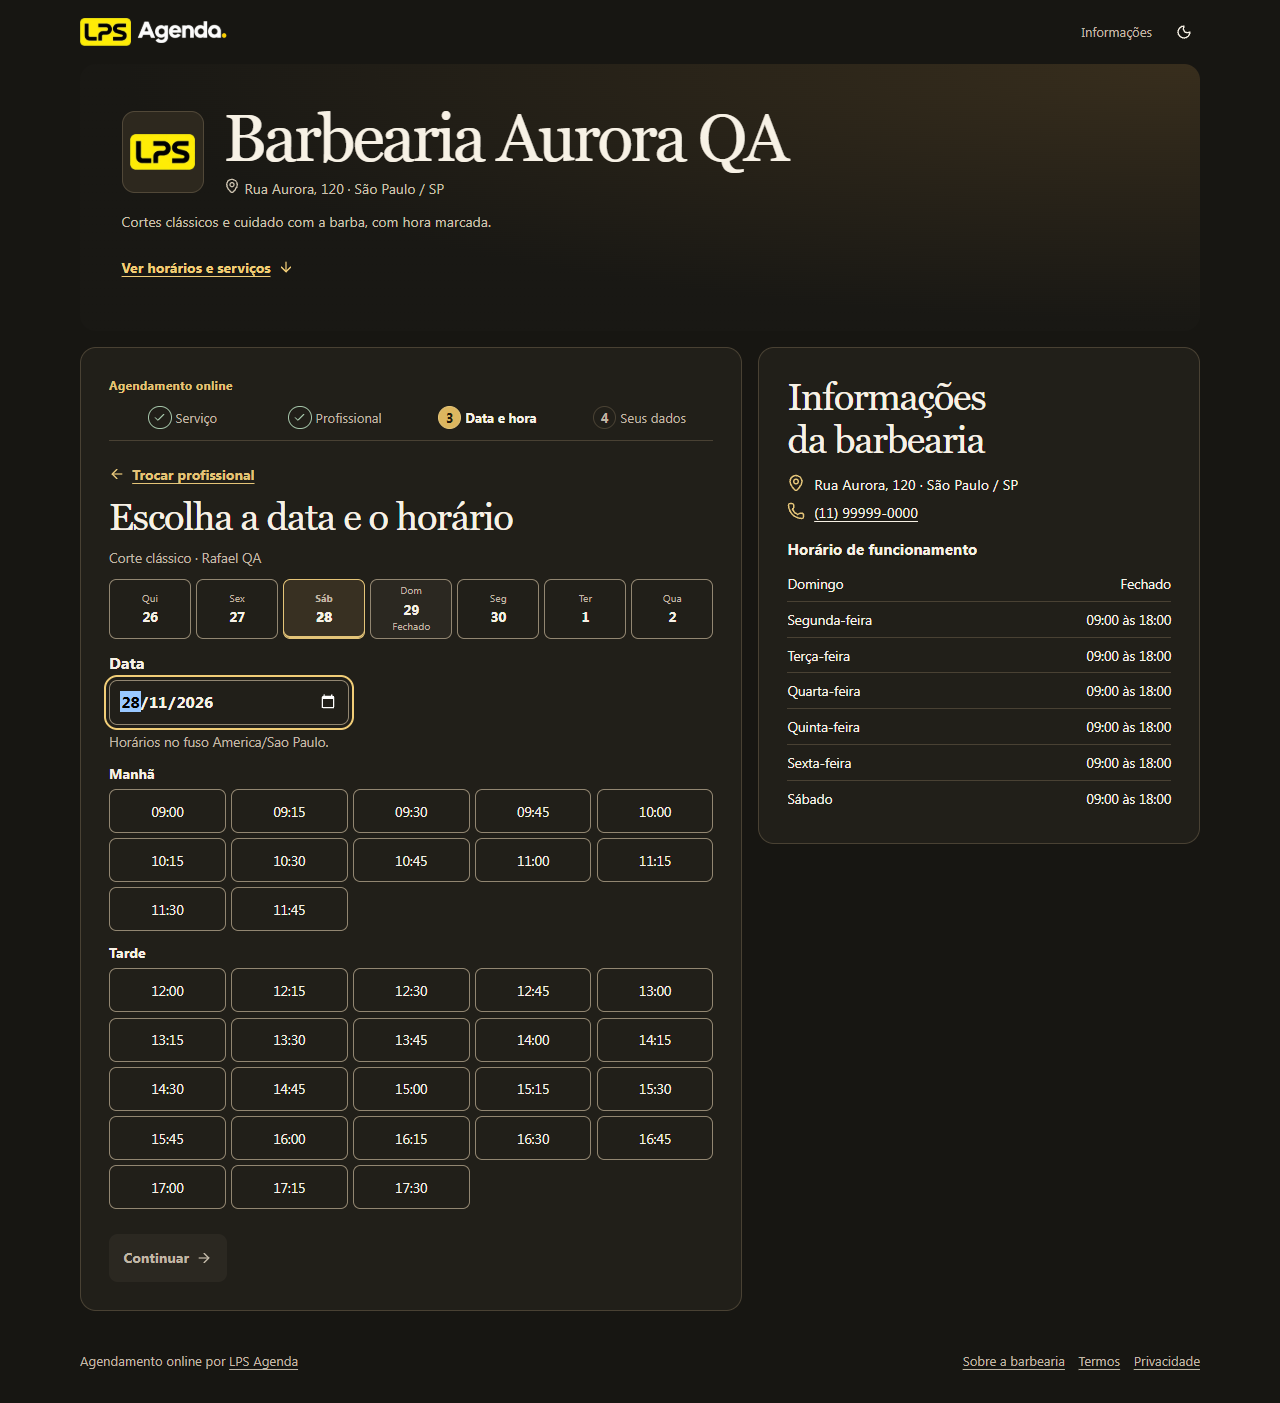 LPS Agenda.
Informações
LPS
Barbearia Aurora QA
Rua Aurora, 120 · São Paulo / SP
Cortes clássicos e cuidado com a barba, com hora marcada.
Ver horários e serviços
Agendamento online
Serviço
Profissional
3 Data e hora
4 Seus dados
Trocar profissional
Escolha a data e o horário
Corte clássico · Rafael QA
Qui
26
Sex
27
Sáb
28
Dom
29
Fechado
Seg
30
Ter
1
Qua
2
Data
28/11/2026
Horários no fuso America/Sao Paulo.
Manhã
09:00 09:15 09:30 09:45 10:00
10:15 10:30 10:45 11:00 11:15
11:30 11:45
Tarde
12:00 12:15 12:30 12:45 13:00
13:15 13:30 13:45 14:00 14:15
14:30 14:45 15:00 15:15 15:30
15:45 16:00 16:15 16:30 16:45
17:00 17:15 17:30
Continuar
Informações
da barbearia
Rua Aurora, 120 · São Paulo / SP
(11) 99999-0000
Horário de funcionamento
Domingo Fechado
Segunda-feira 09:00 às 18:00
Terça-feira 09:00 às 18:00
Quarta-feira 09:00 às 18:00
Quinta-feira 09:00 às 18:00
Sexta-feira 09:00 às 18:00
Sábado 09:00 às 18:00
Agendamento online por LPS Agenda
Sobre a barbearia Termos Privacidade